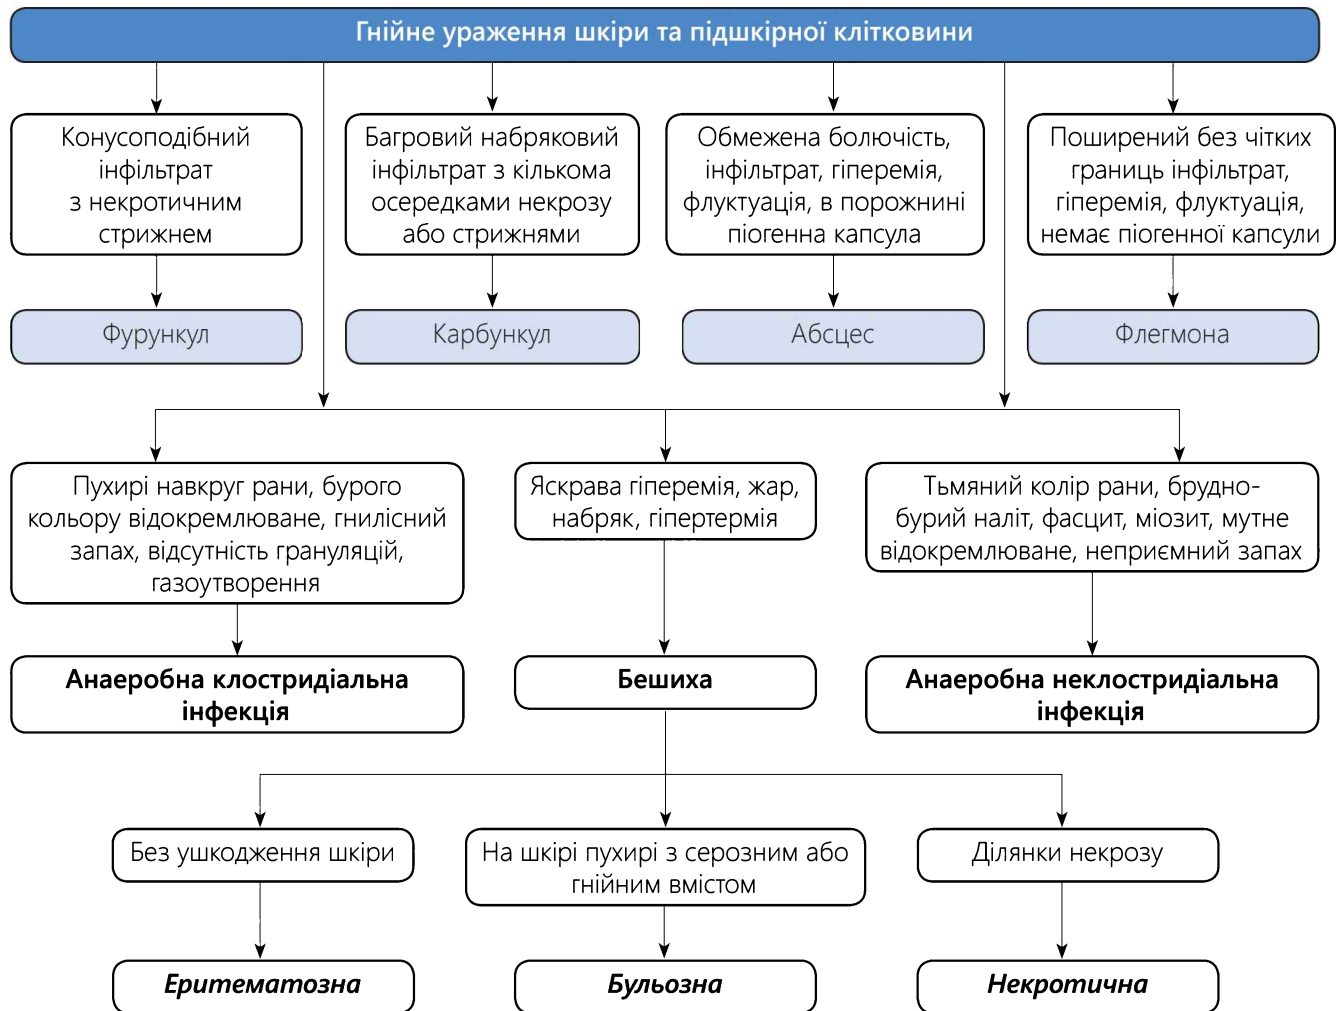 Гнійне ураження шкіри та підшкірної клітковини
Конусоподібний
інфільтрат
з некротичним
стрижнем
Багровий набряковий
інфільтрат з кількома
осередками некрозу
або стрижнями
Обмежена болючість,
інфільтрат, гіперемія,
флуктуація, в порожнині
піогенна капсула
Поширений без чітких
границь інфільтрат,
гіперемія, флуктуація,
немає піогенної капсули
Фурункул
Карбункул
Абсцес
Флегмона
Пухирі навкруг рани, бурого
кольору відокремлюване, гнилісний
запах, відсутність грануляцій,
газоутворення
Яскрава гіперемія, жар,
набряк, гіпертермія
Тьмяний колір рани, брудно-
бурий наліт, фасцит, міозит, мутне
відокремлюване, неприємний запах
Анаеробна клостридіальна
інфекція
Бешиха
Анаеробна неклостридіальна
інфекція
Без ушкодження шкіри
На шкірі пухирі з серозним або
гнійним вмістом
Ділянки некрозу
Еритематозна
Бульозна
Некротична